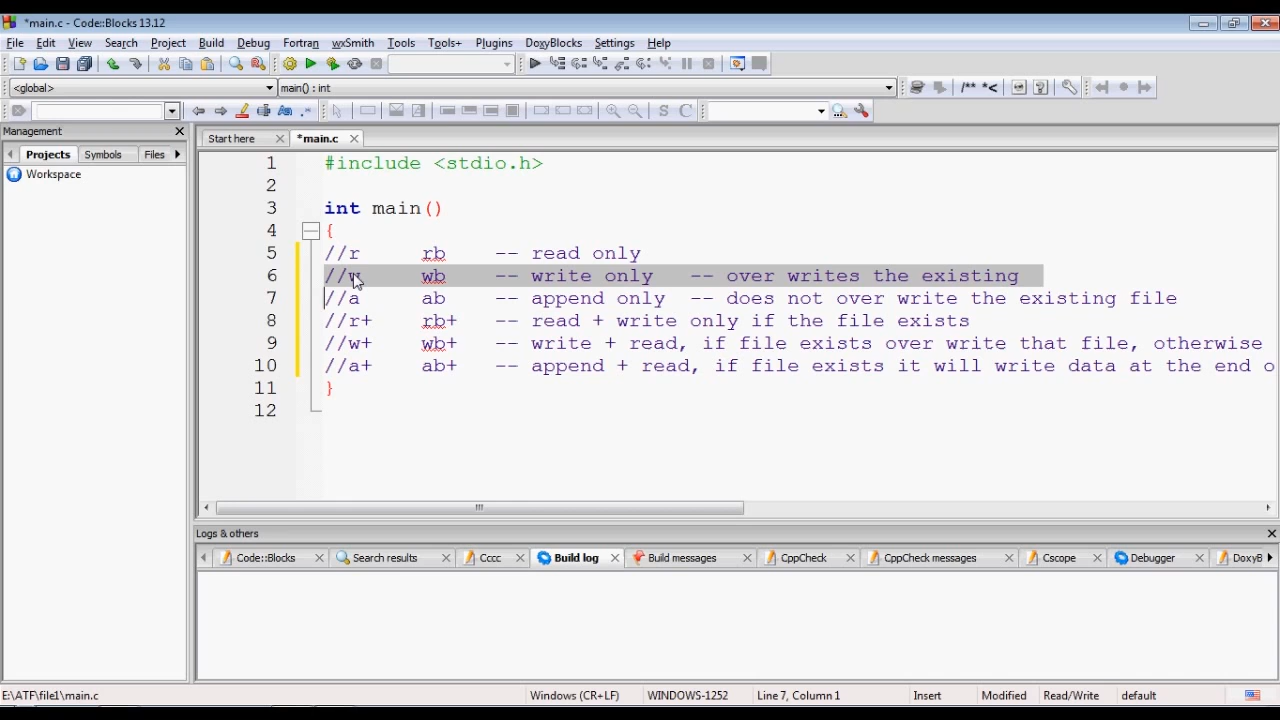 *main.c - Code::Blocks 13.12
File Edit View Search Project Build Debug Fortran wxSmith Tools Tools+ Plugins DoxyBlocks Settings Help
<global> main() : int
/** *<
S C
Management
Projects Symbols Files
Workspace
Start here *main.c
1 #include <stdio.h>
2
3 int main()
4 {
5 //r rb -- read only
6 //w wb -- write only -- over writes the existing
7 //a ab -- append only -- does not over write the existing file
8 //r+ rb+ -- read + write only if the file exists
9 //w+ wb+ -- write + read, if file exists over write that file, otherwise
10 //a+ ab+ -- append + read, if file exists it will write data at the end o
11 }
12
Logs & others
Code::Blocks Search results Cccc Build log Build messages CppCheck CppCheck messages Cscope Debugger DoxyB
E:\ATF\file1\main.c Windows (CR+LF) WINDOWS-1252 Line 7, Column 1 Insert Modified Read/Write default